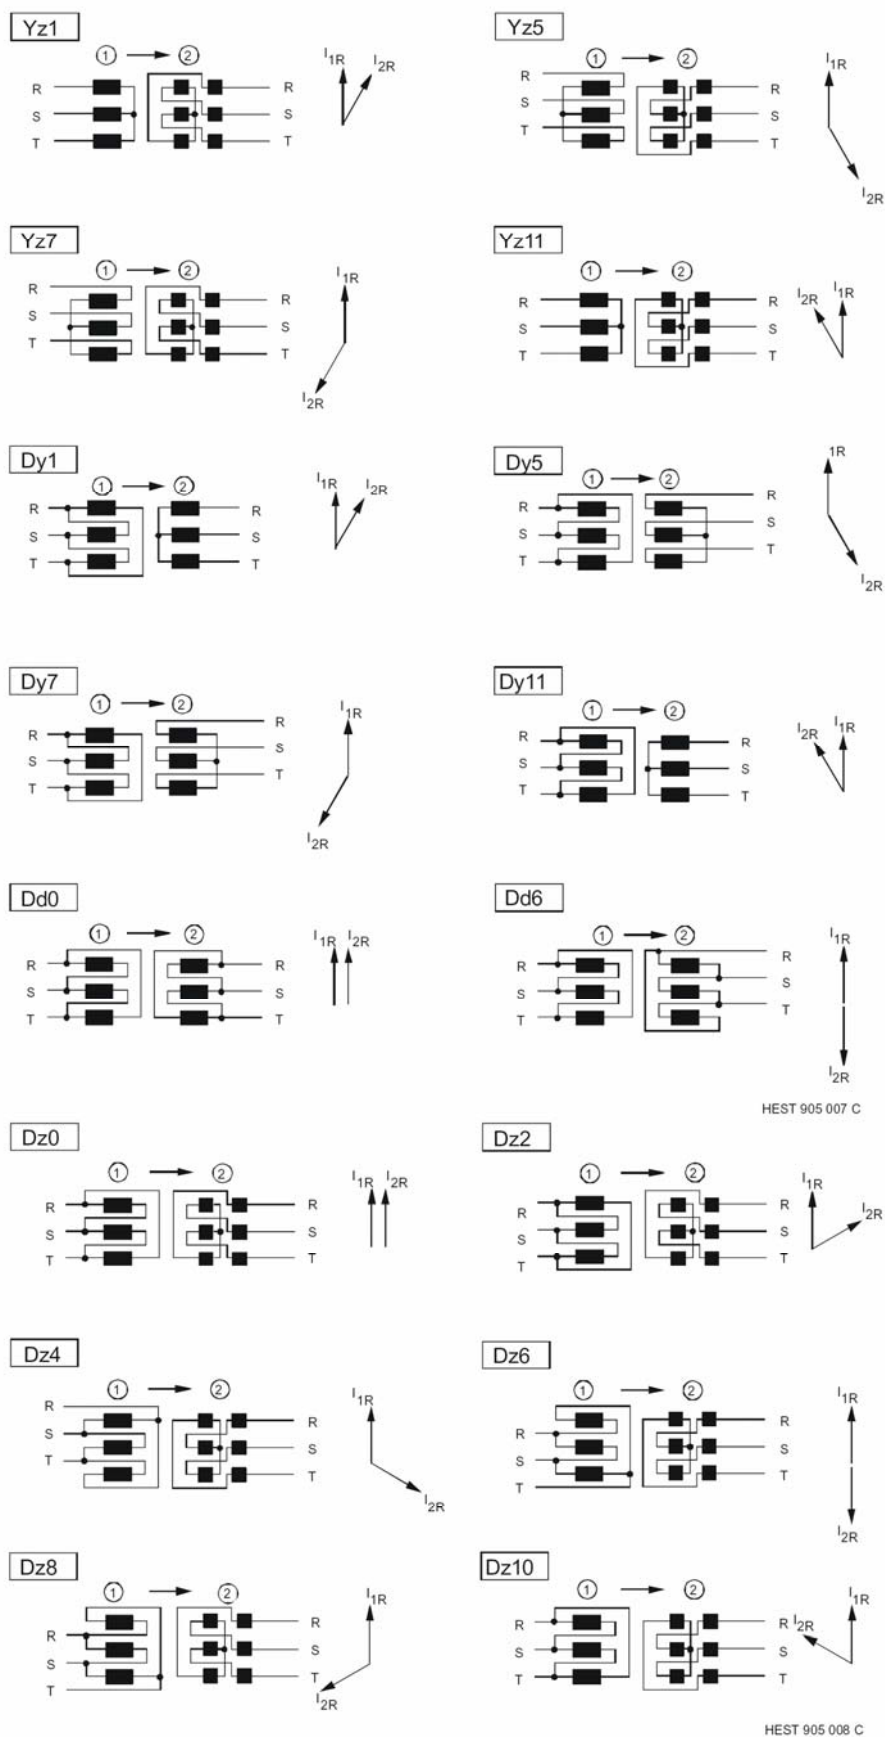 Yz1
1 2
I1R I2R
R R
S S
T T
Yz5
1 2
I1R
R R
S S
T T
I2R
Yz7
1 2
I1R
R R
S S
T T
I2R
Yz11
1 2
I2R I1R
R R
S S
T T
Dy1
1 2
I1R I2R
R R
S S
T T
Dy5
1 2
1R
R R
S S
T T
I2R
Dy7
1 2
I1R
R R
S S
T T
I2R
Dy11
1 2
I2R I1R
R R
S S
T T
Dd0
1 2
I1R I2R
R R
S S
T T
Dd6
1 2
I1R
R R
S S
T T
I2R
HEST 905 007 C
Dz0
1 2
I1R I2R
R R
S S
T T
Dz2
1 2
I1R I2R
R R
S S
T T
Dz4
1 2
I1R
R R
S S
T T
I2R
Dz6
1 2
I1R
R R
S S
T T
I2R
Dz8
1 2
I1R
R R
S S
T T
I2R
Dz10
1 2
I1R
R R I2R
S S
T T
HEST 905 008 C